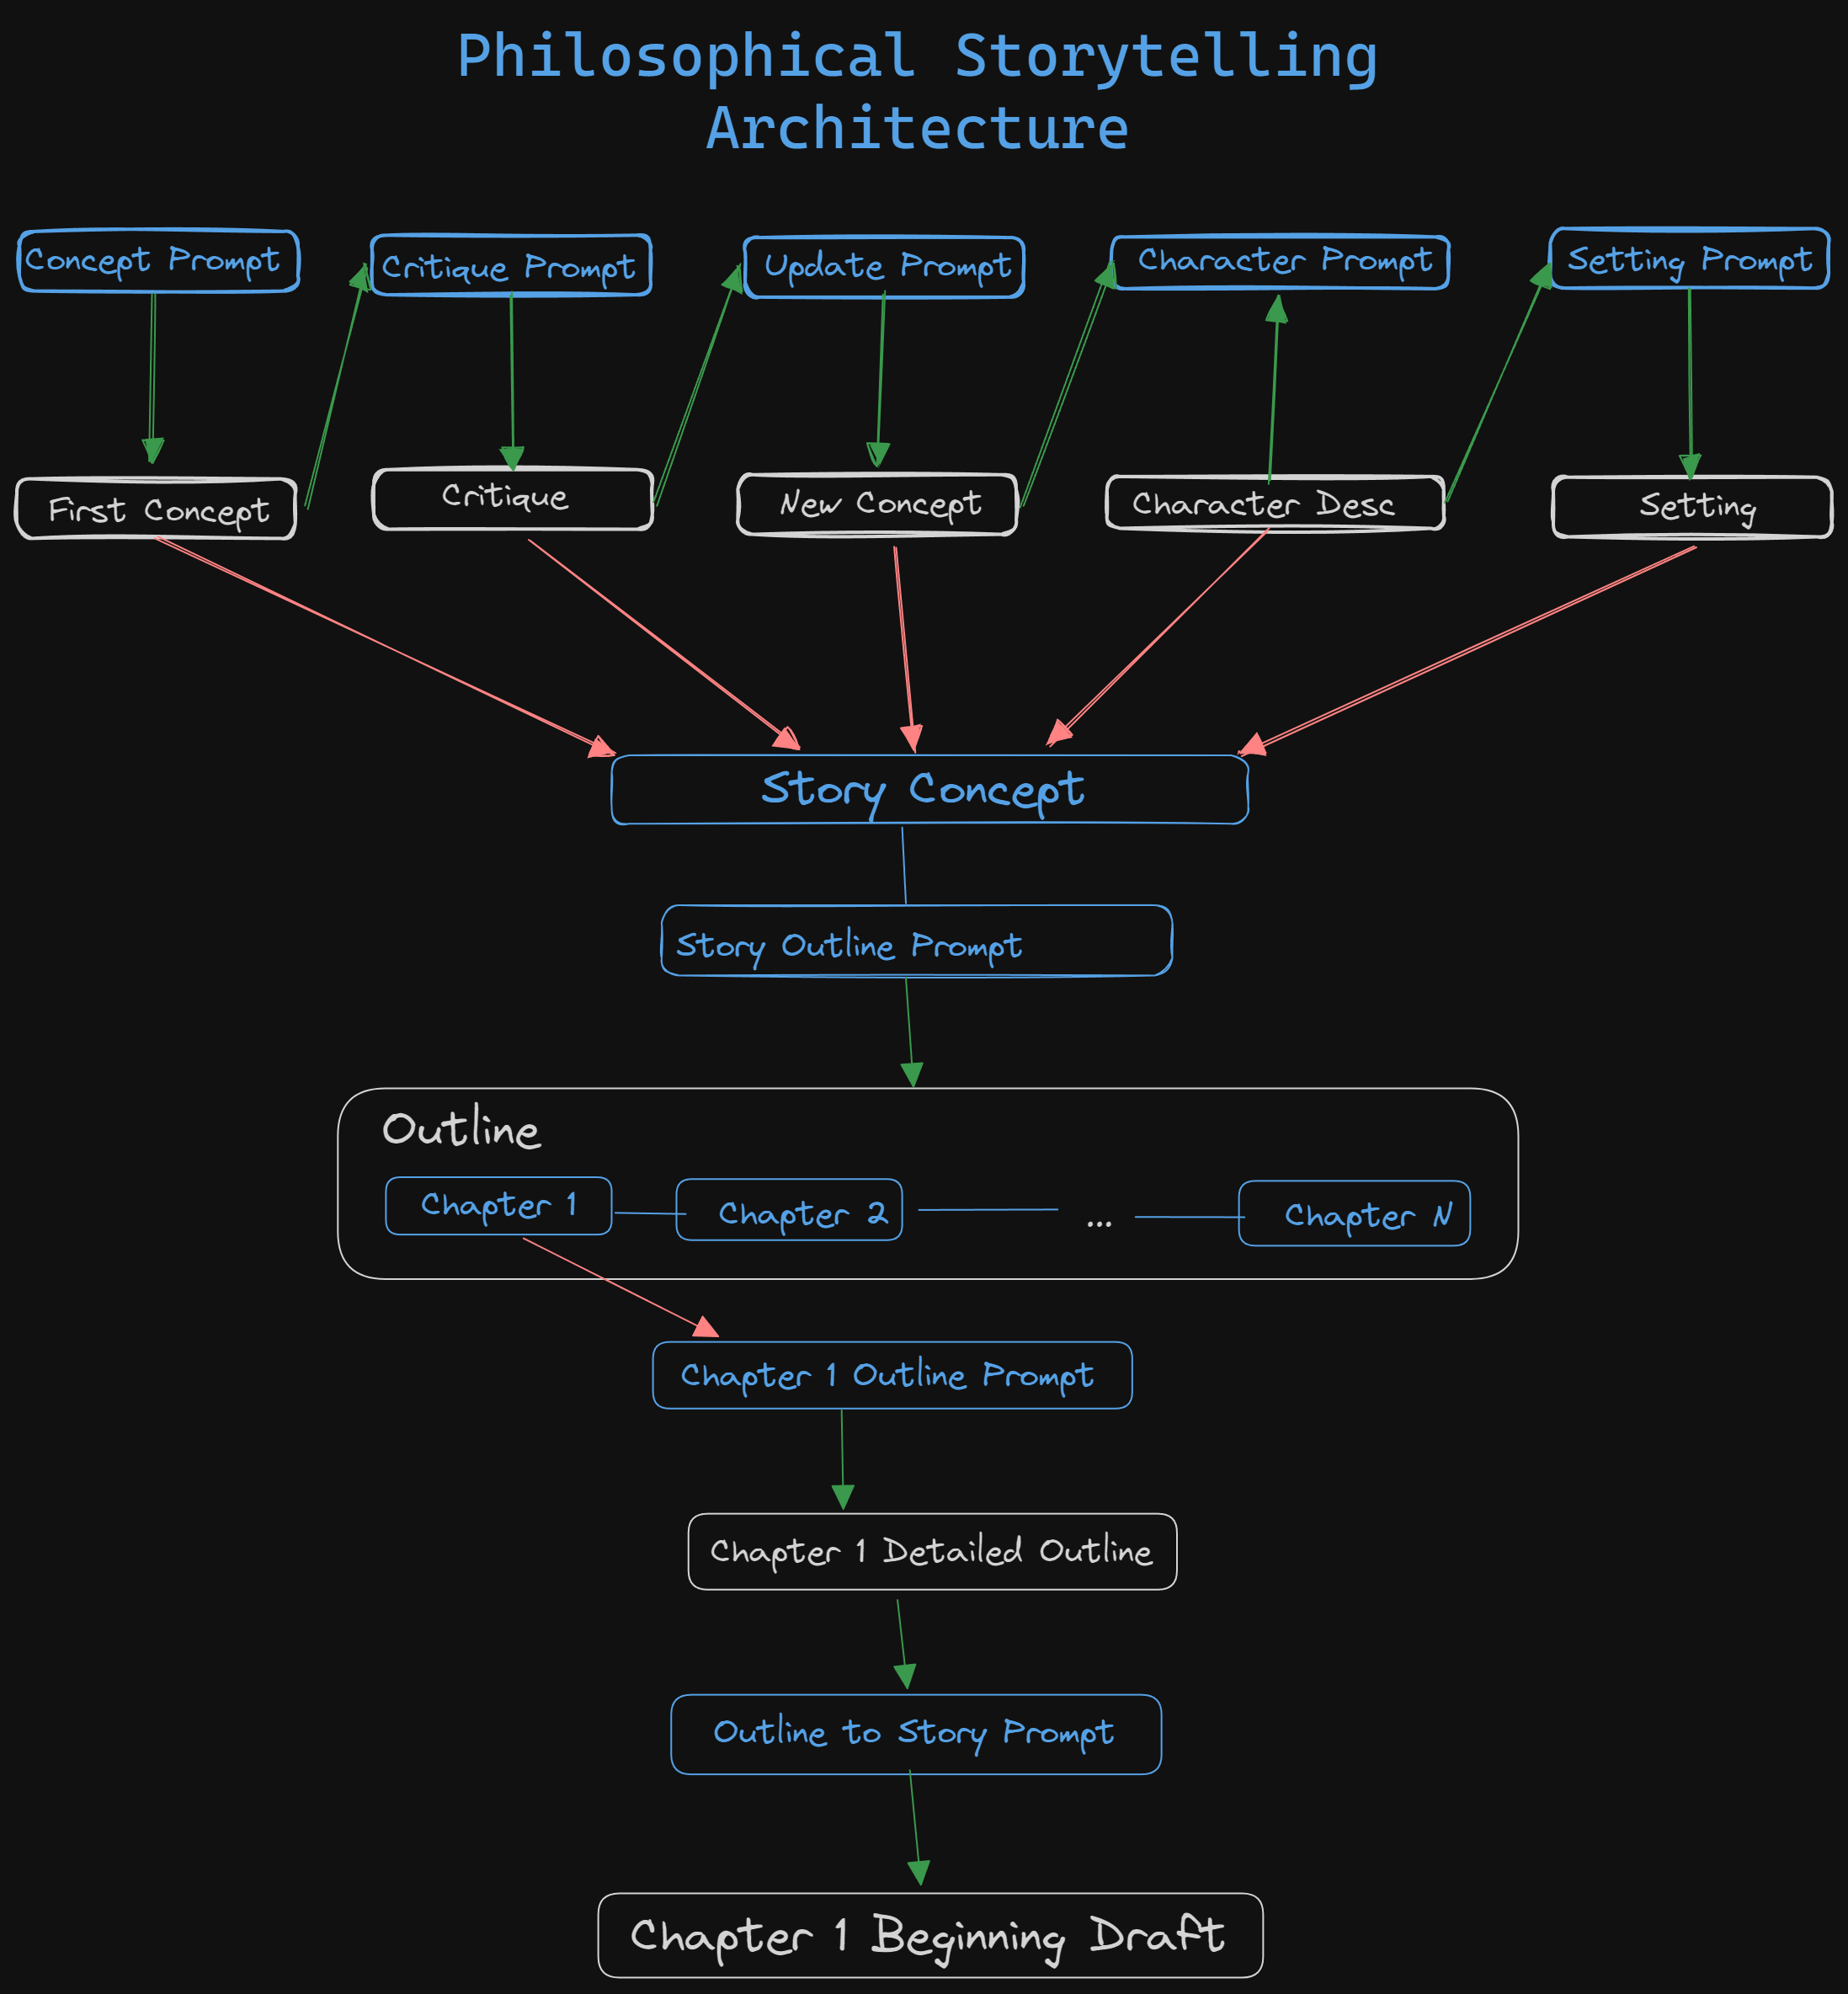 Philosophical Storytelling
Architecture
Concept Prompt
Critique Prompt
Update Prompt
Character Prompt
Setting Prompt
First Concept
Critique
New Concept
Character Desc
Setting
Story Concept
Story Outline Prompt
Outline
Chapter 1
Chapter 2
...
Chapter N
Chapter 1 Outline Prompt
Chapter 1 Detailed Outline
Outline to Story Prompt
Chapter 1 Beginning Draft